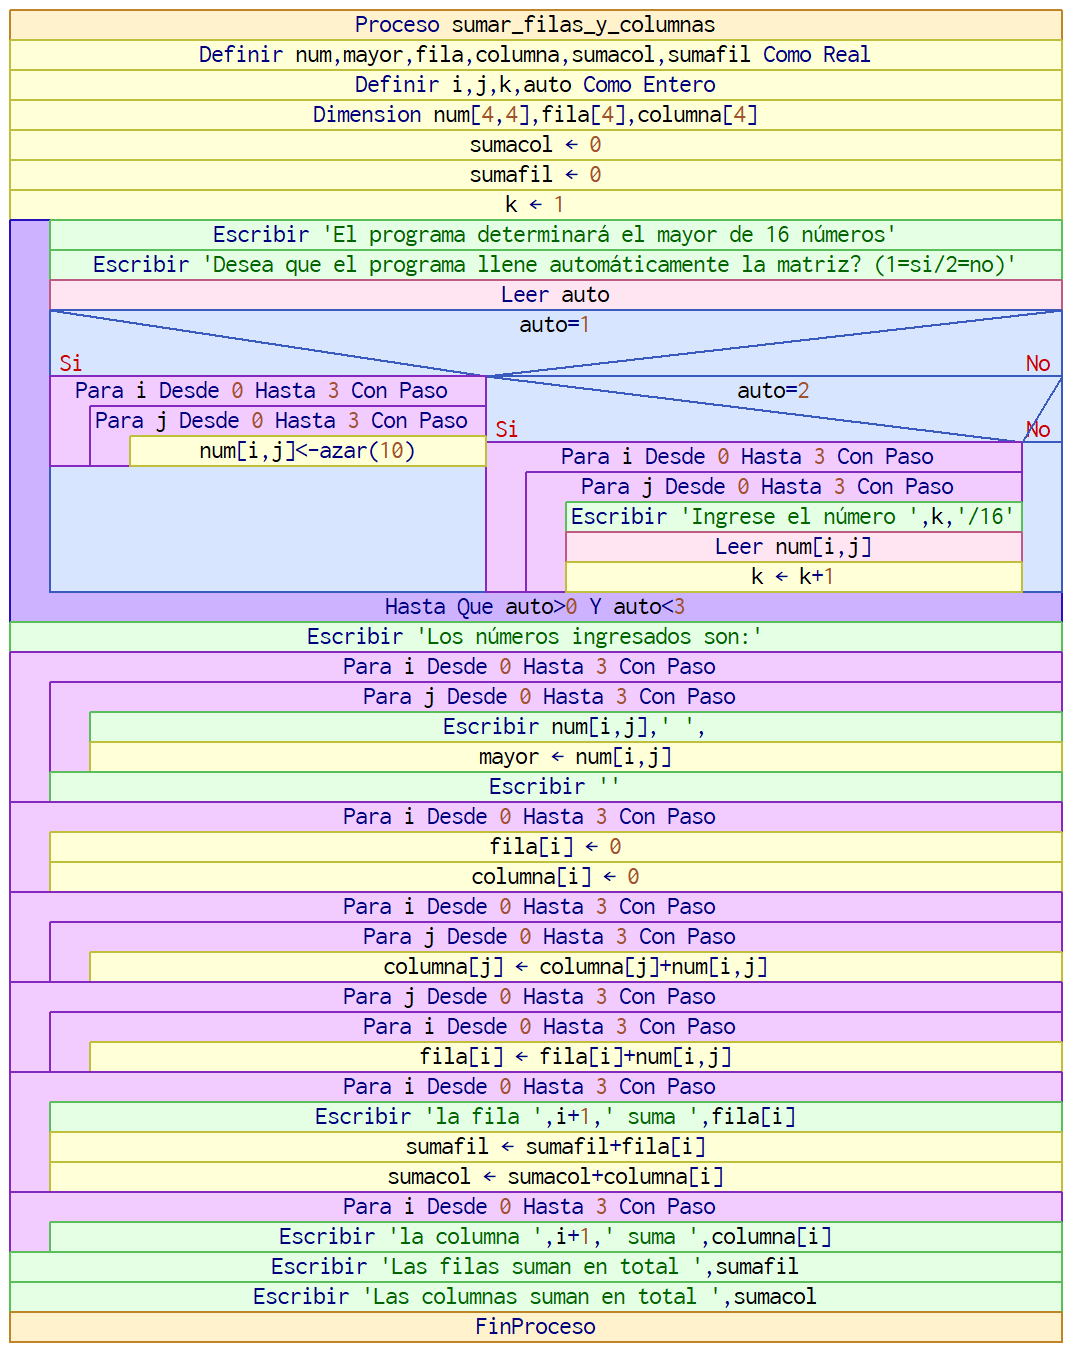 Proceso sumar_filas_y_columnas
Definir num,mayor,fila,columna,sumacol,sumafil Como Real
Definir i,j,k,auto Como Entero
Dimension num[4,4],fila[4],columna[4]
sumacol ← 0
sumafil ← 0
k ← 1
Escribir 'El programa determinará el mayor de 16 números'
Escribir 'Desea que el programa llene automáticamente la matriz? (1=si/2=no)'
Leer auto
auto=1
Si
No
Para i Desde 0 Hasta 3 Con Paso
Para j Desde 0 Hasta 3 Con Paso
num[i,j]<-azar(10)
auto=2
Si
No
Para i Desde 0 Hasta 3 Con Paso
Para j Desde 0 Hasta 3 Con Paso
Escribir 'Ingrese el número ',k,'/16'
Leer num[i,j]
k ← k+1
Hasta Que auto>0 Y auto<3
Escribir 'Los números ingresados son:'
Para i Desde 0 Hasta 3 Con Paso
Para j Desde 0 Hasta 3 Con Paso
Escribir num[i,j],' ',
mayor ← num[i,j]
Escribir ''
Para i Desde 0 Hasta 3 Con Paso
fila[i] ← 0
columna[i] ← 0
Para i Desde 0 Hasta 3 Con Paso
Para j Desde 0 Hasta 3 Con Paso
columna[j] ← columna[j]+num[i,j]
Para j Desde 0 Hasta 3 Con Paso
Para i Desde 0 Hasta 3 Con Paso
fila[i] ← fila[i]+num[i,j]
Para i Desde 0 Hasta 3 Con Paso
Escribir 'la fila ',i+1,' suma ',fila[i]
sumafil ← sumafil+fila[i]
sumacol ← sumacol+columna[i]
Para i Desde 0 Hasta 3 Con Paso
Escribir 'la columna ',i+1,' suma ',columna[i]
Escribir 'Las filas suman en total ',sumafil
Escribir 'Las columnas suman en total ',sumacol
FinProceso